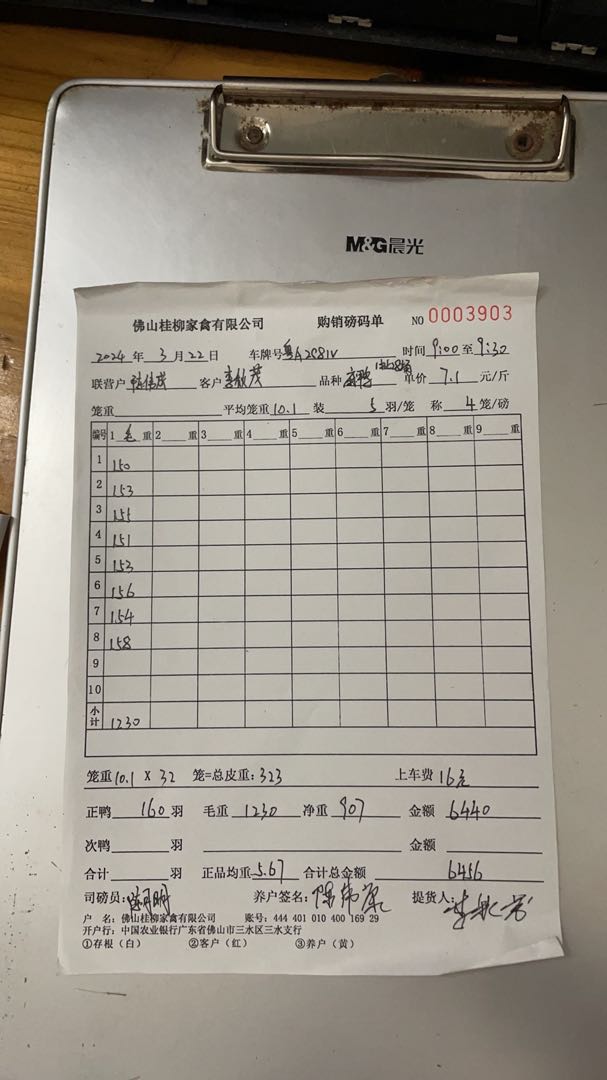 M&G晨光
佛山桂柳家禽有限公司 购销磅码单 NO 0003903
2024 年 3 月 22 日 车牌号 粤A2981V 时间 9:00 至 9:30
联营户 客户 品种 单价 7.1 元/斤
笼重 平均笼重 10.1 装 5 羽/笼 称 4 笼/磅
编号 1 毛 重 2 重 3 重 4 重 5 重 6 重 7 重 8 重 9 重
1 150
2 153
3 155
4 151
5 153
6 156
7 154
8 158
9
10
小计 1230
笼重 10.1 X 32 笼=总皮重: 323 上车费 16元
正鸭 160 羽 毛重 1230 净重 907 金额 6440
次鸭 羽 金额
合计 羽 正品均重 5.67 合计总金额 6456
司磅员: 养户签名: 提货人:
户 名: 佛山桂柳家禽有限公司 账号: 444 401 010 400 169 29
开户行: 中国农业银行广东省佛山市三水区三水支行
①存根（白） ②客户（红） ③养户（黄）